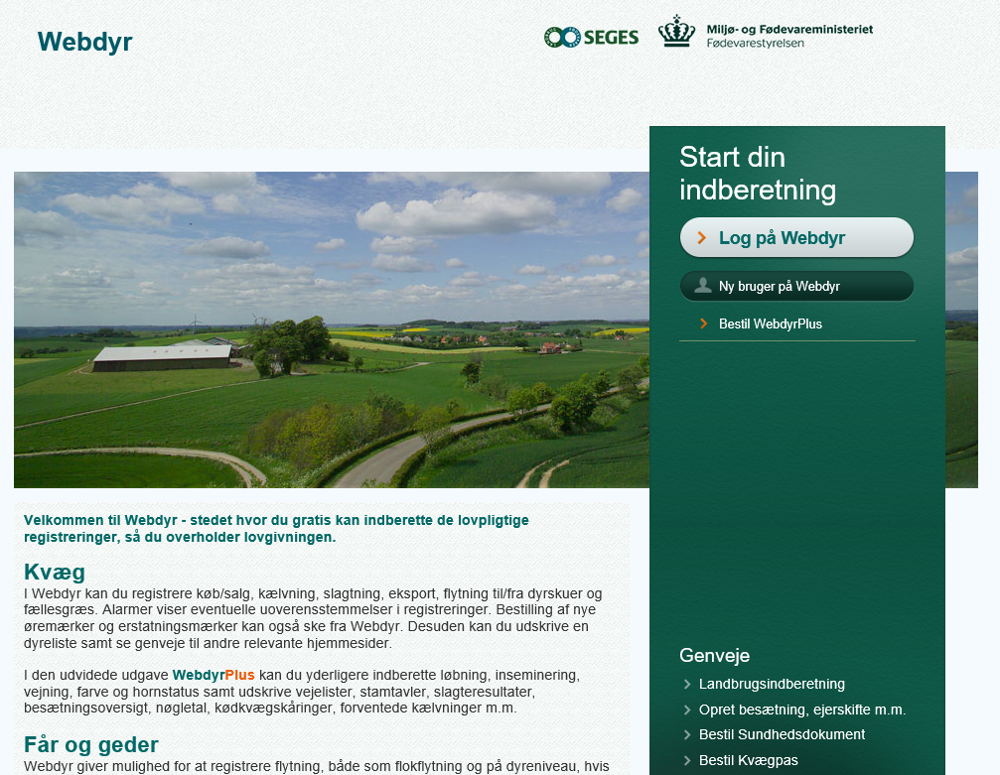 Webdyr
SEGES
Miljø- og Fødevareministeriet
Fødevarestyrelsen
Start din
indberetning
Log på Webdyr
Ny bruger på Webdyr
Bestil WebdyrPlus
Velkommen til Webdyr - stedet hvor du gratis kan indberette de lovpligtige
registreringer, så du overholder lovgivningen.
Kvæg
I Webdyr kan du registrere køb/salg, kælvning, slagtning, eksport, flytning til/fra dyrskuer og
fællesgræs. Alarmer viser eventuelle uoverensstemmelser i registreringer. Bestilling af nye
øremærker og erstatningsmærker kan også ske fra Webdyr. Desuden kan du udskrive en
dyreliste samt se genveje til andre relevante hjemmesider.
I den udvidede udgave WebdyrPlus kan du yderligere indberette løbning, inseminering,
vejning, farve og hornstatus samt udskrive vejelister, stamtavler, slagteresultater,
besætningsoversigt, nøgletal, kødkvægskåringer, forventede kælvninger m.m.
Får og geder
Webdyr giver mulighed for at registrere flytning, både som flokflytning og på dyreniveau, hvis
Genveje
Landbrugsindberetning
Opret besætning, ejerskifte m.m.
Bestil Sundhedsdokument
Bestil Kvægpas